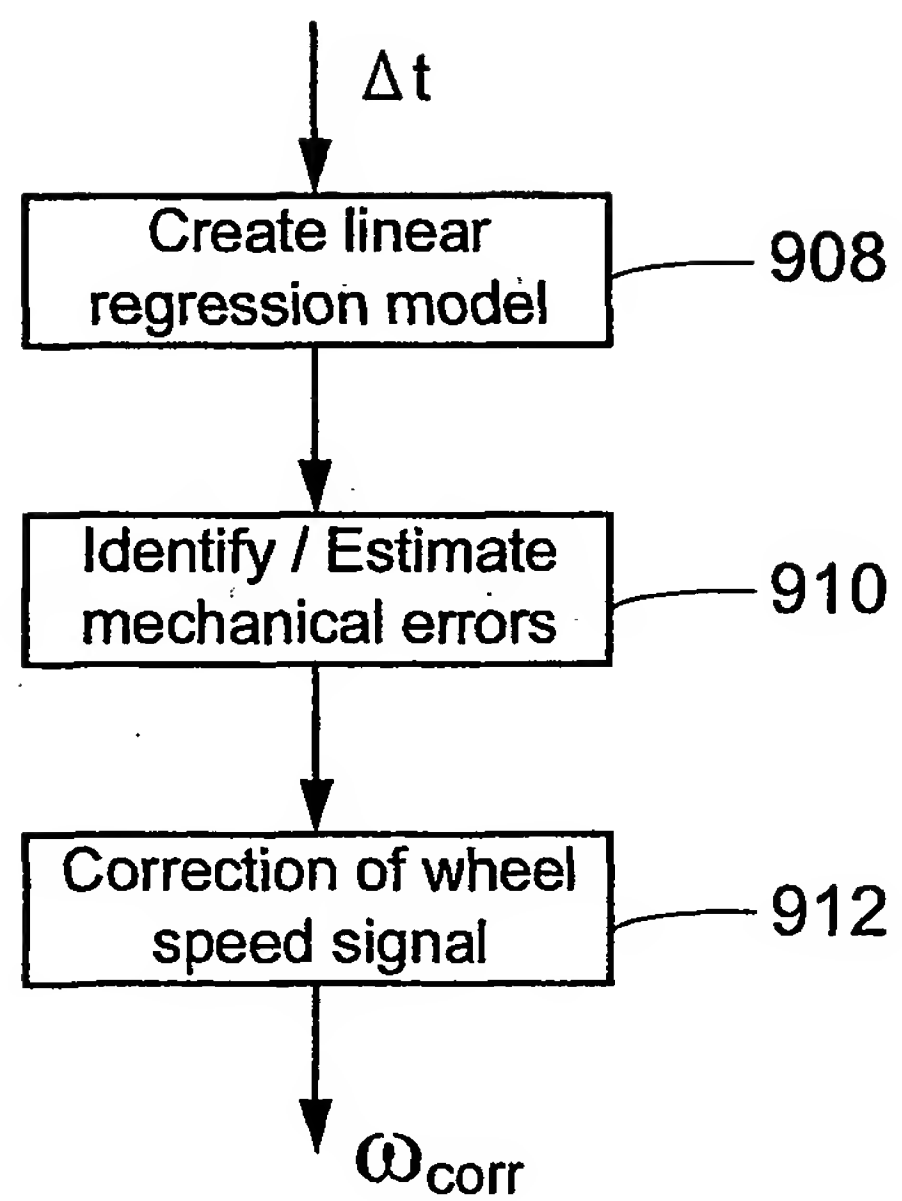 Δt
Create linear
regression model
908
Identify / Estimate
mechanical errors
910
Correction of wheel
speed signal
912
ωcorr